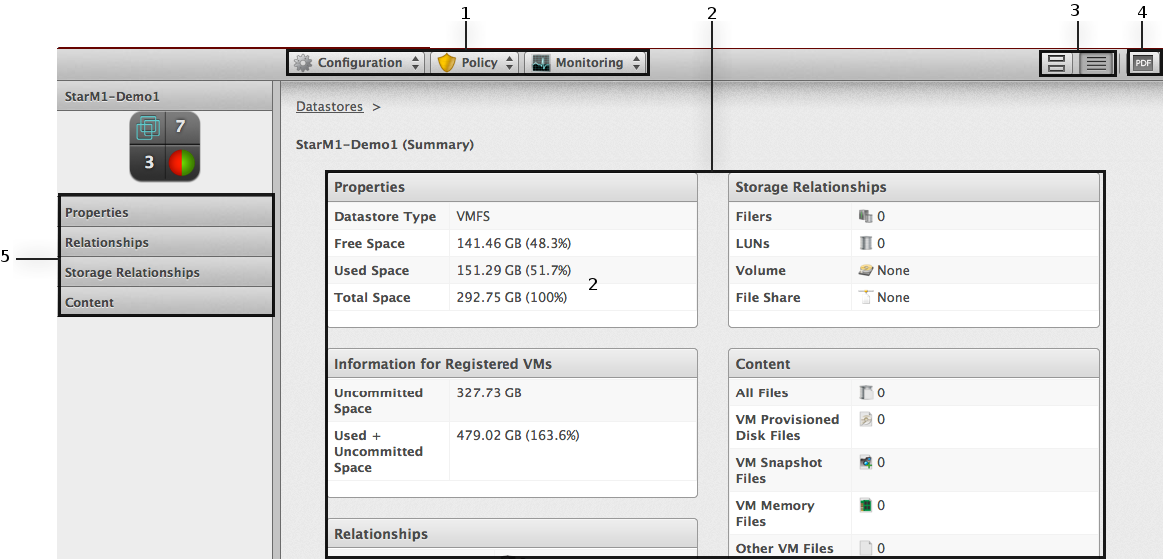 1 2 3 4
Configuration Policy Monitoring PDF
StarM1-Demo1
7
3
Properties
Relationships
5
Storage Relationships
Content
Datastores >
StarM1-Demo1 (Summary)
Properties
Datastore Type VMFS
Free Space 141.46 GB (48.3%)
Used Space 151.29 GB (51.7%)
2
Total Space 292.75 GB (100%)
Information for Registered VMs
Uncommitted Space 327.73 GB
Used + Uncommitted Space 479.02 GB (163.6%)
Relationships
Storage Relationships
Filers 0
LUNs 0
Volume None
File Share None
Content
All Files 0
VM Provisioned Disk Files 0
VM Snapshot Files 0
VM Memory Files 0
Other VM Files 0